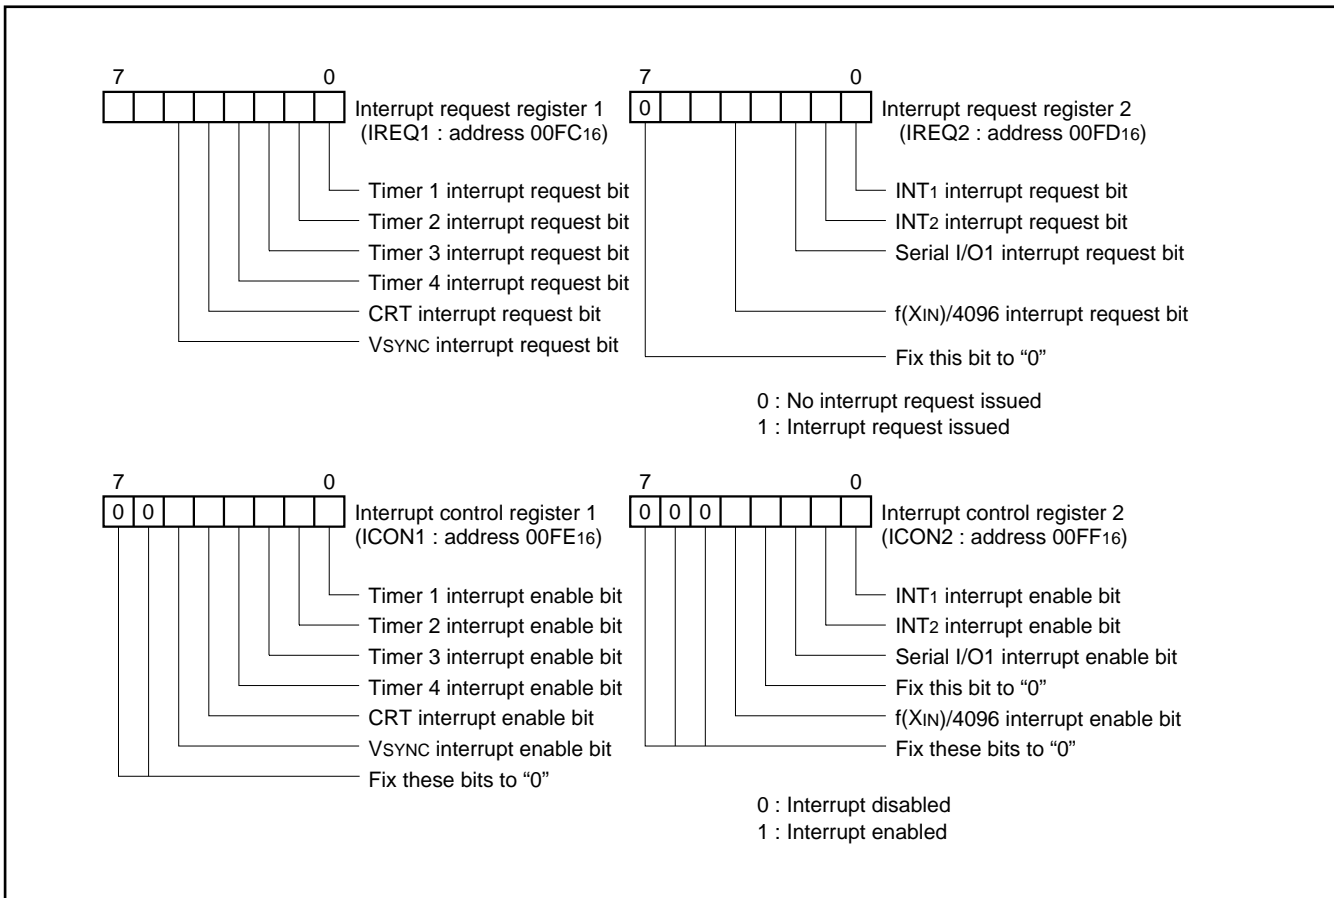 7 0
Interrupt request register 1
(IREQ1 : address 00FC16)
Timer 1 interrupt request bit
Timer 2 interrupt request bit
Timer 3 interrupt request bit
Timer 4 interrupt request bit
CRT interrupt request bit
VSYNC interrupt request bit
7 0
0 Interrupt request register 2
(IREQ2 : address 00FD16)
INT1 interrupt request bit
INT2 interrupt request bit
Serial I/O1 interrupt request bit
f(XIN)/4096 interrupt request bit
Fix this bit to “0”
0 : No interrupt request issued
1 : Interrupt request issued
7 0
0 0 Interrupt control register 1
(ICON1 : address 00FE16)
Timer 1 interrupt enable bit
Timer 2 interrupt enable bit
Timer 3 interrupt enable bit
Timer 4 interrupt enable bit
CRT interrupt enable bit
VSYNC interrupt enable bit
Fix these bits to “0”
7 0
0 0 0 Interrupt control register 2
(ICON2 : address 00FF16)
INT1 interrupt enable bit
INT2 interrupt enable bit
Serial I/O1 interrupt enable bit
Fix this bit to “0”
f(XIN)/4096 interrupt enable bit
Fix these bits to “0”
0 : Interrupt disabled
1 : Interrupt enabled